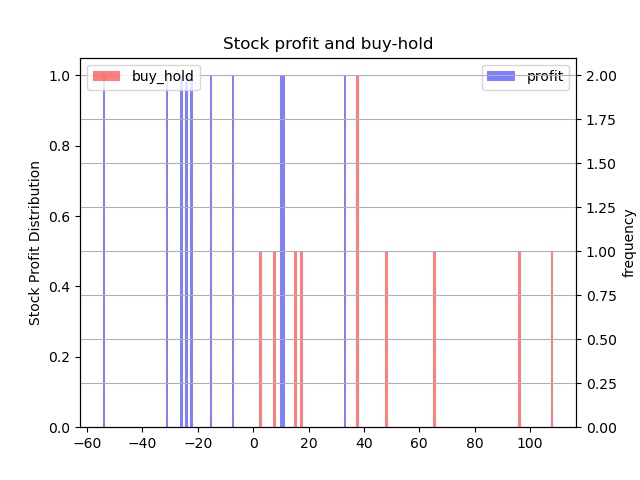 Stock profit and buy-hold
buy_hold
profit
Stock Profit Distribution
1.0
0.8
0.6
0.4
0.2
0.0
2.00
1.75
1.50
1.25
1.00
0.75
0.50
0.25
0.00
frequency
−60 −40 −20 0 20 40 60 80 100